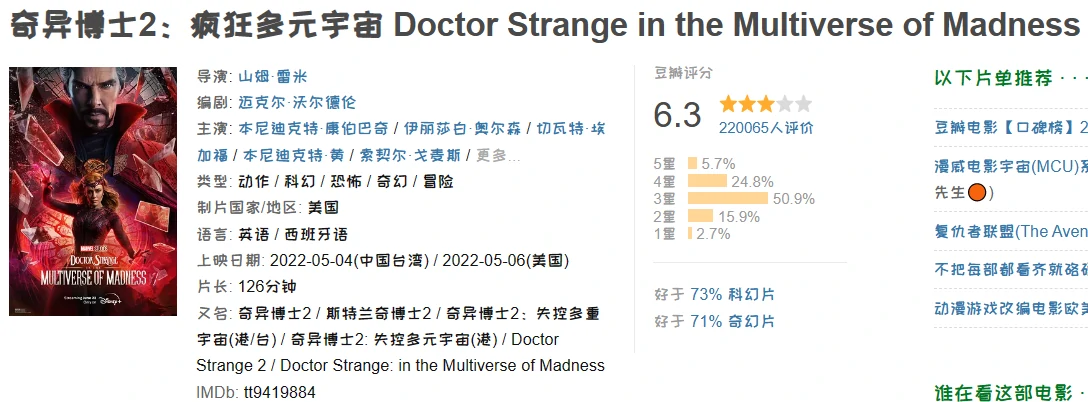 奇异博士2：疯狂多元宇宙 Doctor Strange in the Multiverse of Madness
MARVEL STUDIOS
DOCTOR STRANGE
IN THE
MULTIVERSE OF MADNESS
Streaming June 22
Only on Disney+
导演: 山姆·雷米
编剧: 迈克尔·沃尔德伦
主演: 本尼迪克特·康伯巴奇 / 伊丽莎白·奥尔森 / 切瓦特·埃
加福 / 本尼迪克特·黄 / 索契尔·戈麦斯 / 更多...
类型: 动作 / 科幻 / 恐怖 / 奇幻 / 冒险
制片国家/地区: 美国
语言: 英语 / 西班牙语
上映日期: 2022-05-04(中国台湾) / 2022-05-06(美国)
片长: 126分钟
又名: 奇异博士2 / 斯特兰奇博士2 / 奇异博士2：失控多重
宇宙(港/台) / 奇异博士2: 失控多元宇宙(港) / Doctor
Strange 2 / Doctor Strange: in the Multiverse of Madness
IMDb: tt9419884
豆瓣评分
6.3
220065人评价
5星 5.7%
4星 24.8%
3星 50.9%
2星 15.9%
1星 2.7%
好于 73% 科幻片
好于 71% 奇幻片
以下片单推荐 · · ·
豆瓣电影【口碑榜】2
漫威电影宇宙(MCU)系
先生🟠)
复仇者联盟(The Aven
不把每部都看齐就硌硪
动漫游戏改编电影欧美
谁在看这部电影 ·